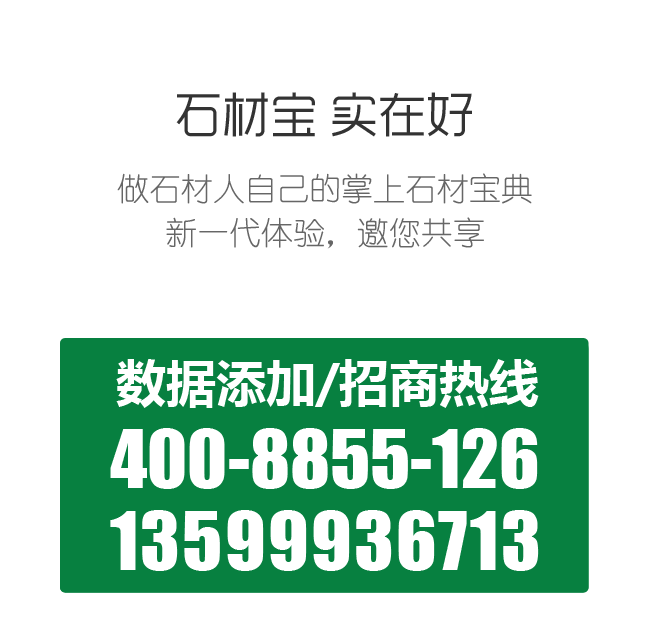 石材宝 实在好
做石材人自己的掌上石材宝典
新一代体验，邀您共享
数据添加/招商热线
400-8855-126
13599936713